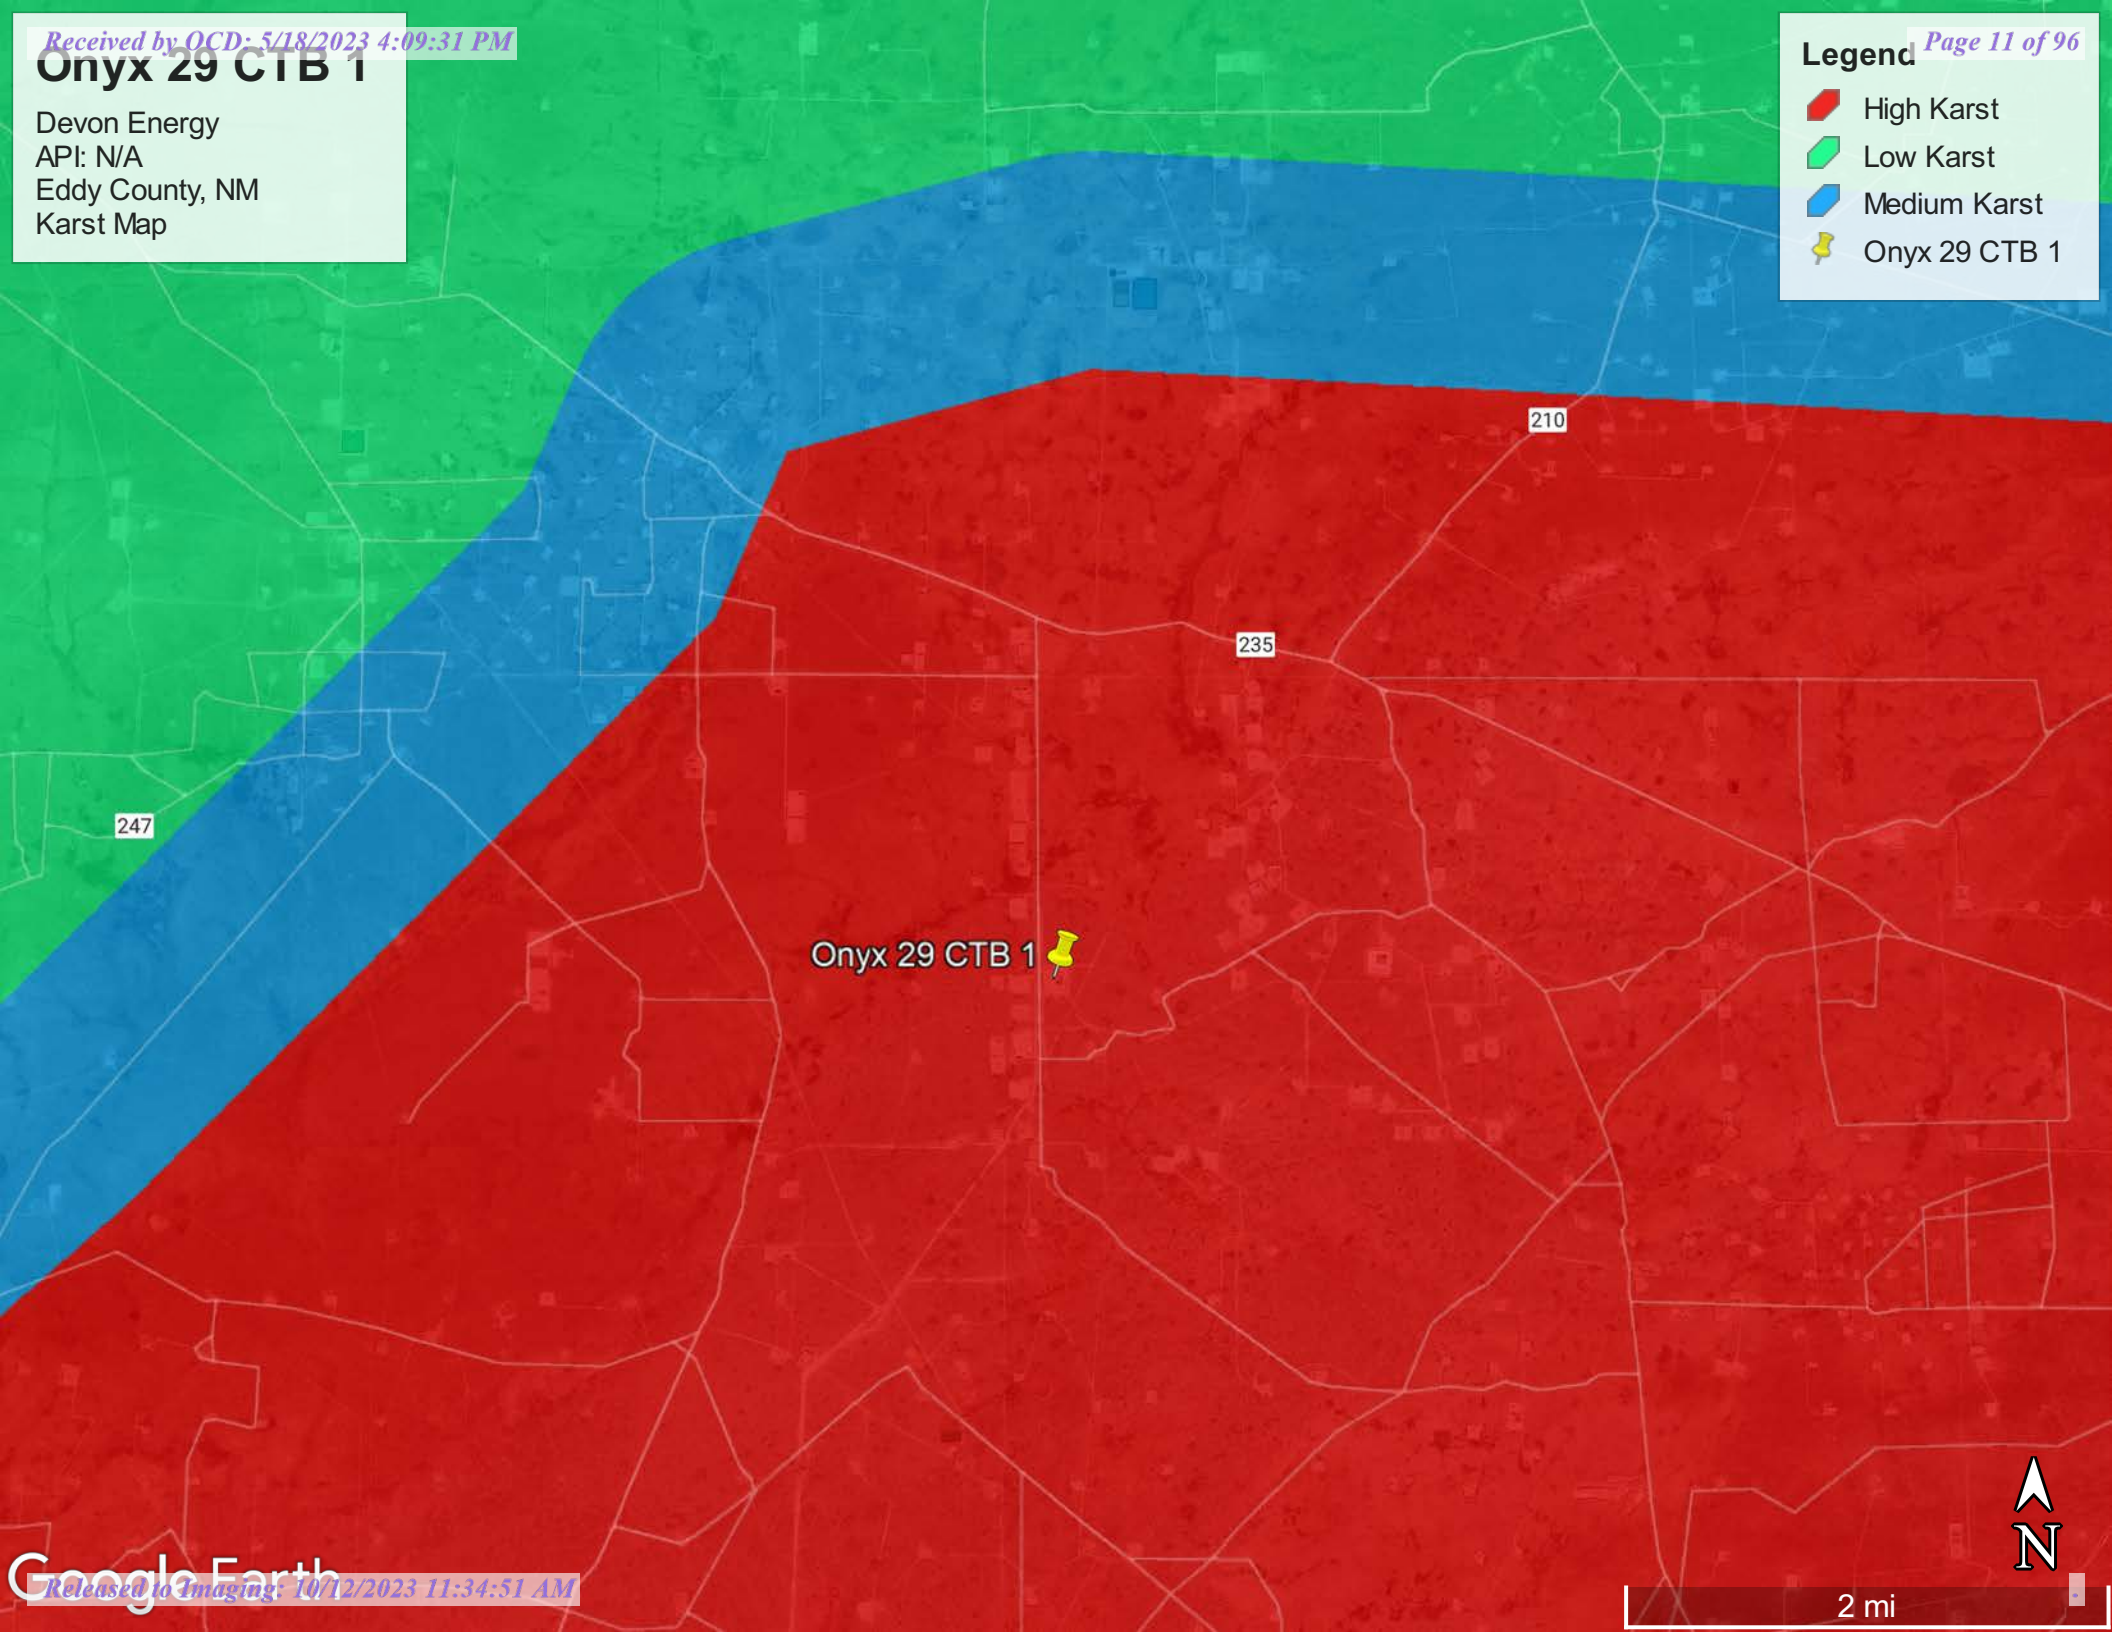 Received by OCD: 5/18/2023 4:09:31 PM
Page 11 of 96
Onyx 29 CTB 1
Devon Energy
API: N/A
Eddy County, NM
Karst Map
Legend
High Karst
Low Karst
Medium Karst
Onyx 29 CTB 1
210
235
247
Onyx 29 CTB 1
N
Google Earth
Released to Imaging: 10/12/2023 11:34:51 AM
2 mi